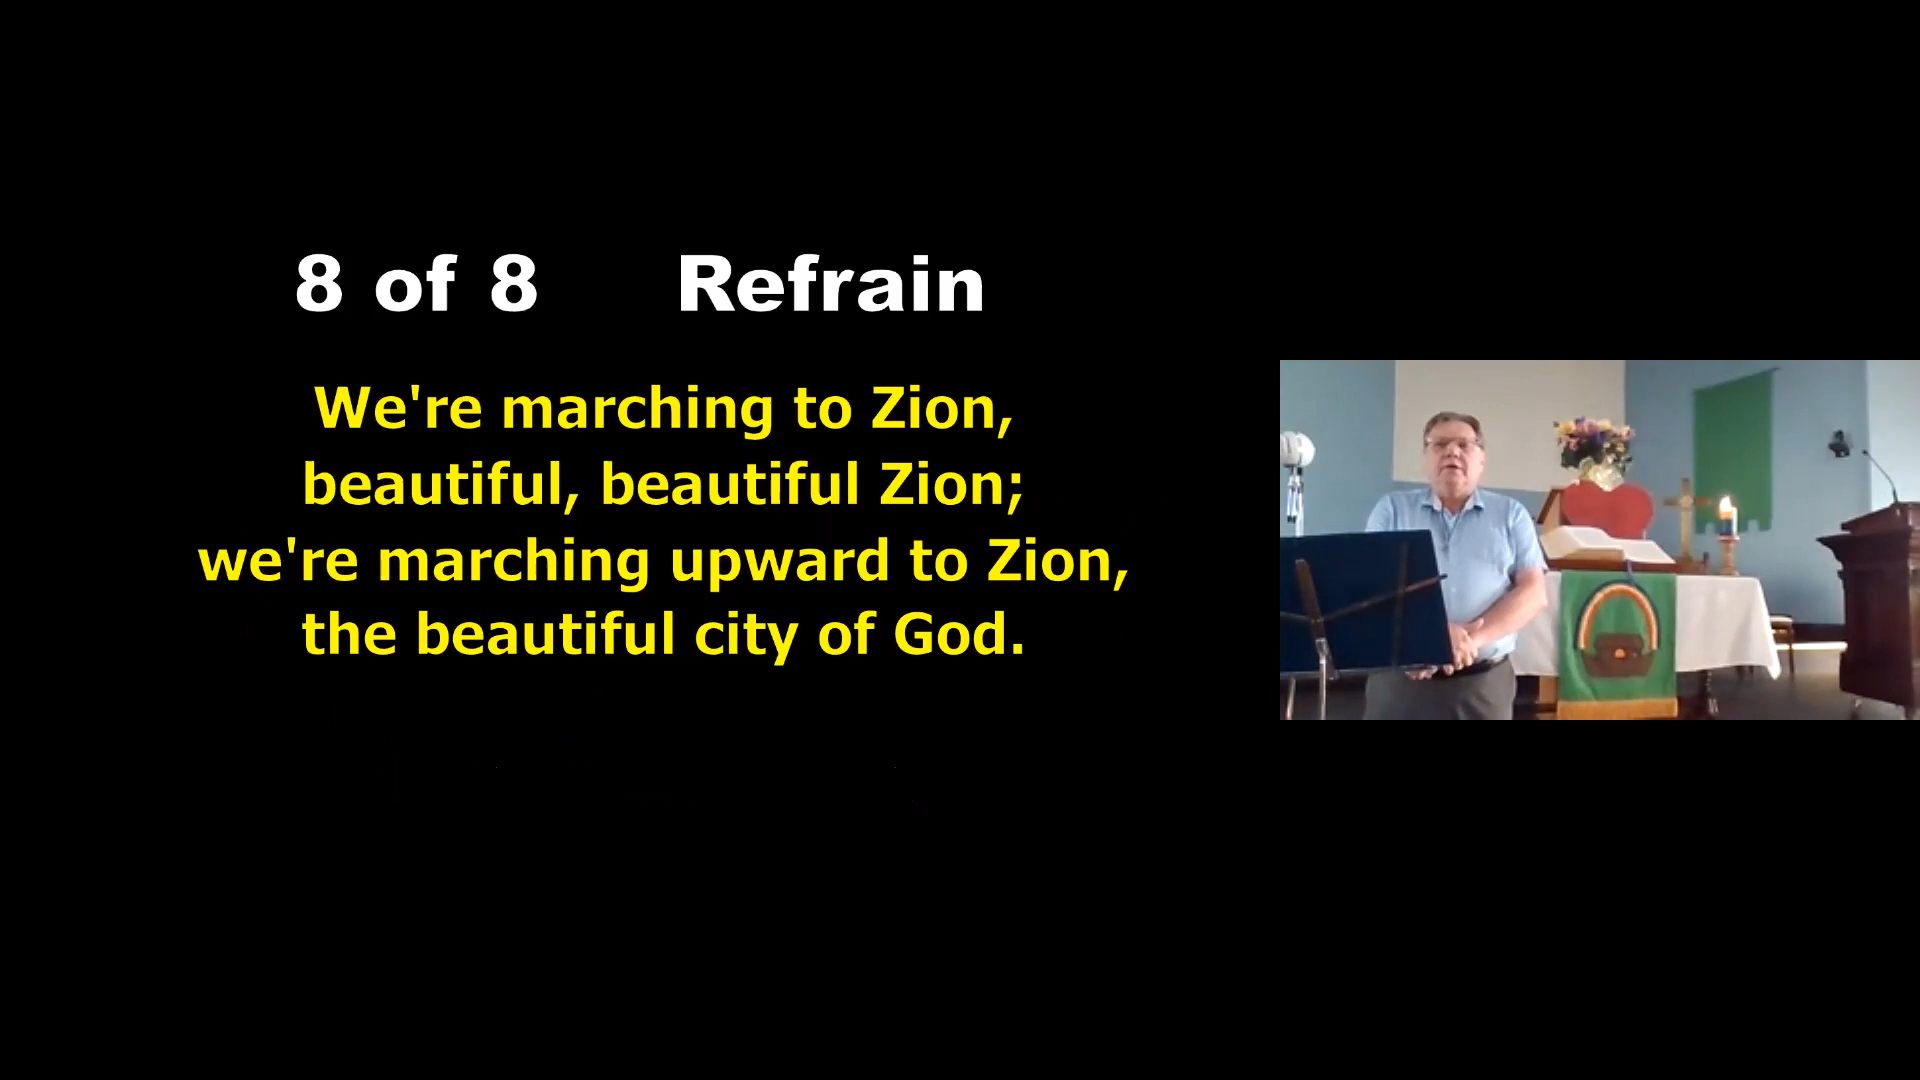 8 of 8 Refrain
We're marching to Zion,
beautiful, beautiful Zion;
we're marching upward to Zion,
the beautiful city of God.